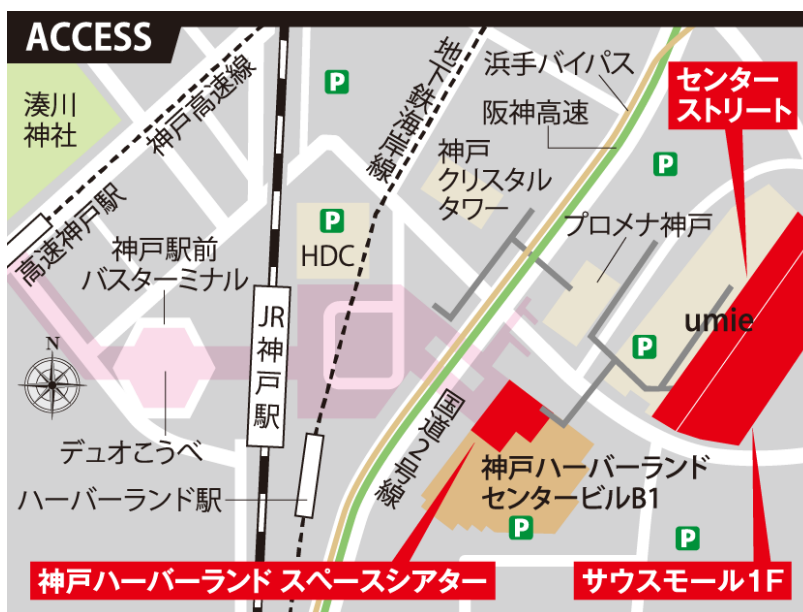 ACCESS
湊川
神社
神戸高速線
高速神戸駅
神戸駅前
バスターミナル
N
デュオこうべ
ハーバーランド駅
JR神戸駅
P
P
HDC
地下鉄海岸線
浜手バイパス
阪神高速
神戸
クリスタル
タワー
P
プロメナ神戸
センター
ストリート
P
umie
P
国道2号線
神戸ハーバーランド
センタービルB1
P
P
神戸ハーバーランド スペースシアター
サウスモール1F